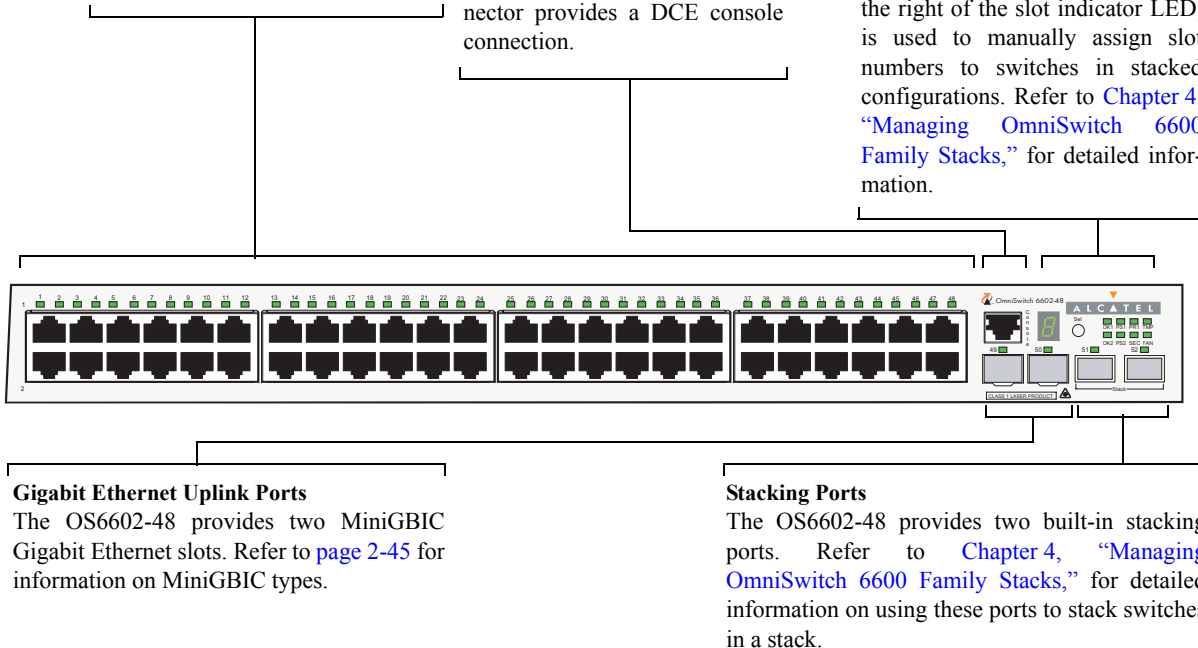 nector provides a DCE console
connection.
the right of the slot indicator LED
is used to manually assign slot
numbers to switches in stacked
configurations. Refer to Chapter 4,
“Managing OmniSwitch 6600
Family Stacks,” for detailed infor-
mation.
1 2 3 4 5 6 7 8 9 10 11 12 13 14 15 16 17 18 19 20 21 22 23 24 25 26 27 28 29 30 31 32 33 34 35 36 37 38 39 40 41 42 43 44 45 46 47 48
1
2
OmniSwitch 6602-48
ALCATEL
Console
Sel
OK1 PS1 PR1 TMP
OK2 PS2 SEC FAN
49 50 51 52
CLASS 1 LASER PRODUCT
Stack
Gigabit Ethernet Uplink Ports
The OS6602-48 provides two MiniGBIC
Gigabit Ethernet slots. Refer to page 2-45 for
information on MiniGBIC types.
Stacking Ports
The OS6602-48 provides two built-in stacking
ports. Refer to Chapter 4, “Managing
OmniSwitch 6600 Family Stacks,” for detailed
information on using these ports to stack switches
in a stack.